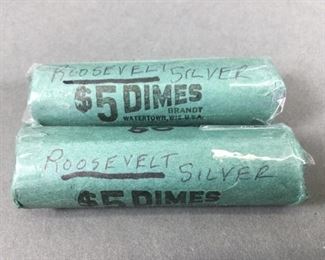 ROOSEVELT SILVER
$5 DIMES
BRANDT
WATERTOWN, WIS. U.S.A.
ROOSEVELT SILVER
$5 DIMES